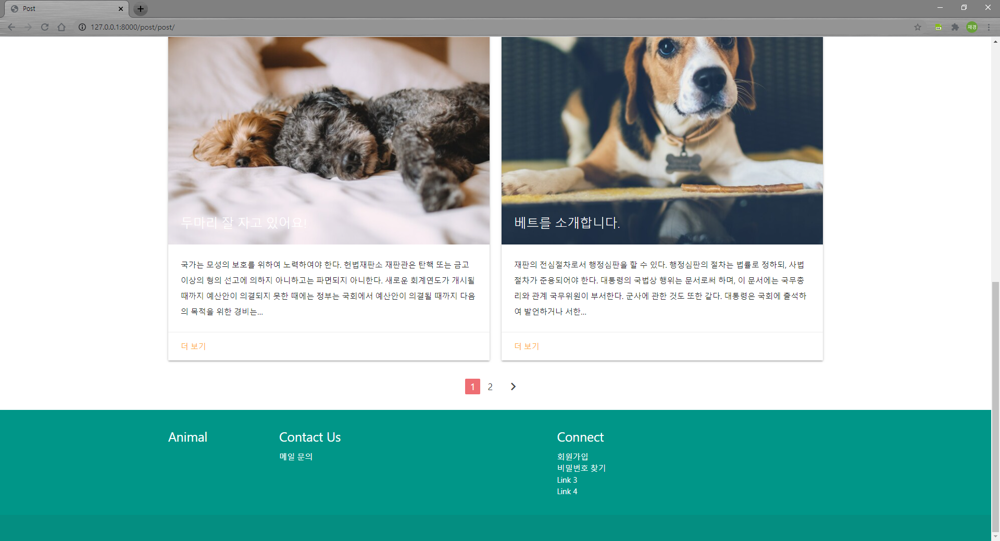 Post
127.0.0.1:8000/post/post/
재경
두마리 잘 자고 있어요!
국가는 모성의 보호를 위하여 노력하여야 한다. 헌법재판소 재판관은 탄핵 또는 금고
이상의 형의 선고에 의하지 아니하고는 파면되지 아니한다. 새로운 회계연도가 개시될
때까지 예산안이 의결되지 못한 때에는 정부는 국회에서 예산안이 의결될 때까지 다음
의 목적을 위한 경비는...
더 보기
베트를 소개합니다.
재판의 전심절차로서 행정심판을 할 수 있다. 행정심판의 절차는 법률로 정하되, 사법
절차가 준용되어야 한다. 대통령의 국법상 행위는 문서로써 하며, 이 문서에는 국무총
리와 관계 국무위원이 부서한다. 군사에 관한 것도 또한 같다. 대통령은 국회에 출석하
여 발언하거나 서한...
더 보기
1 2
Animal
Contact Us
메일 문의
Connect
회원가입
비밀번호 찾기
Link 3
Link 4